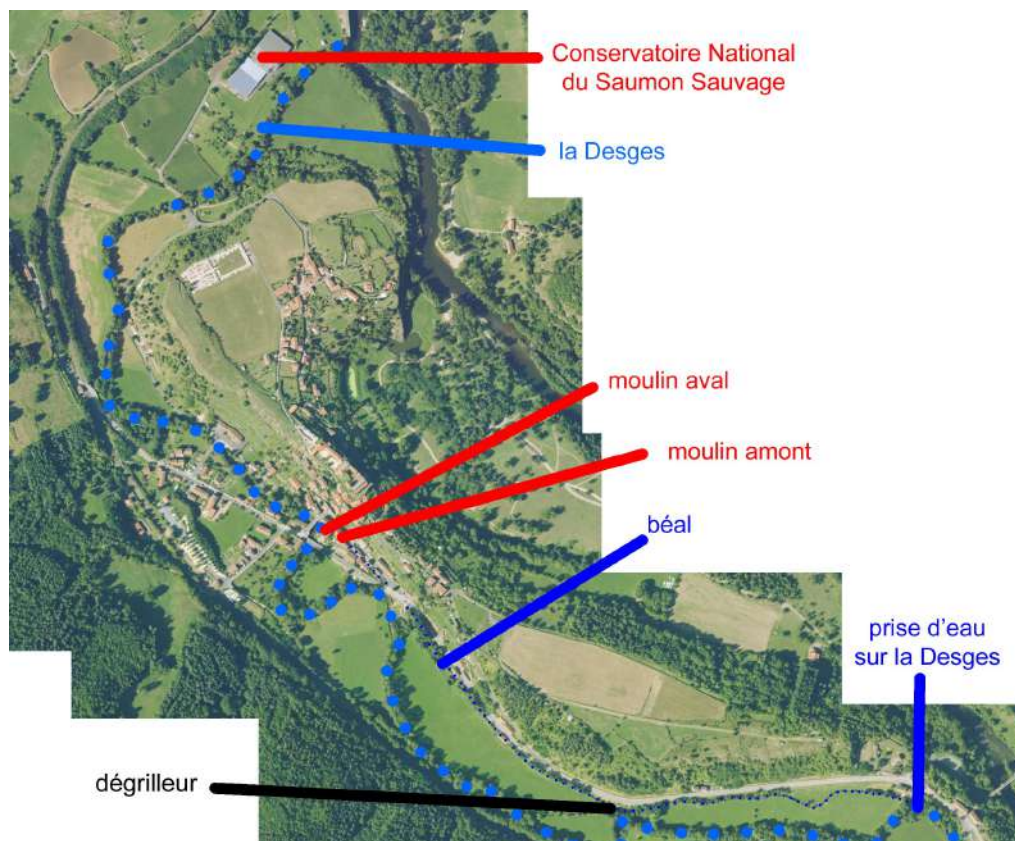 Conservatoire National
du Saumon Sauvage
la Desges
moulin aval
moulin amont
béal
prise d'eau
sur la Desges
dégrilleur